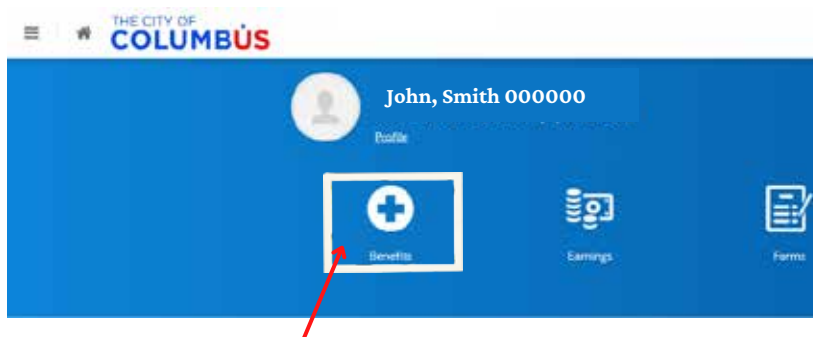 THE CITY OF
COLUMBUS
John, Smith 000000
Profile
Benefits
Earnings
Forms